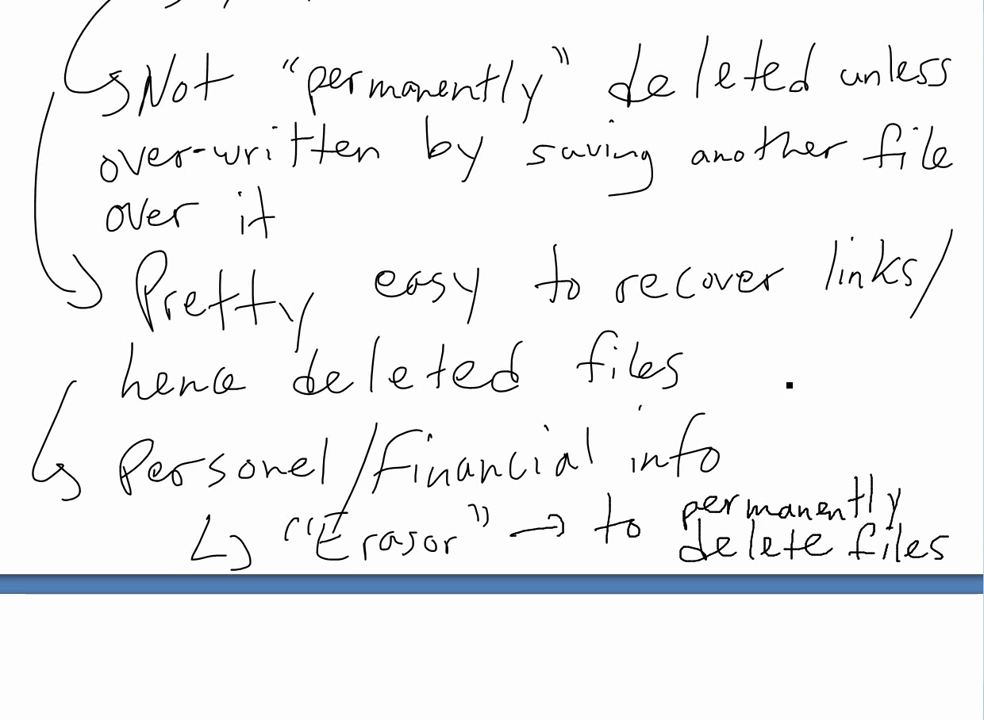 ↳ Not "permanently" deleted unless
over-written by saving another file
over it
→ Pretty easy to recover links/
hence deleted files
↳ Personel/financial info
↳ "Erasor" → to permanently
delete files